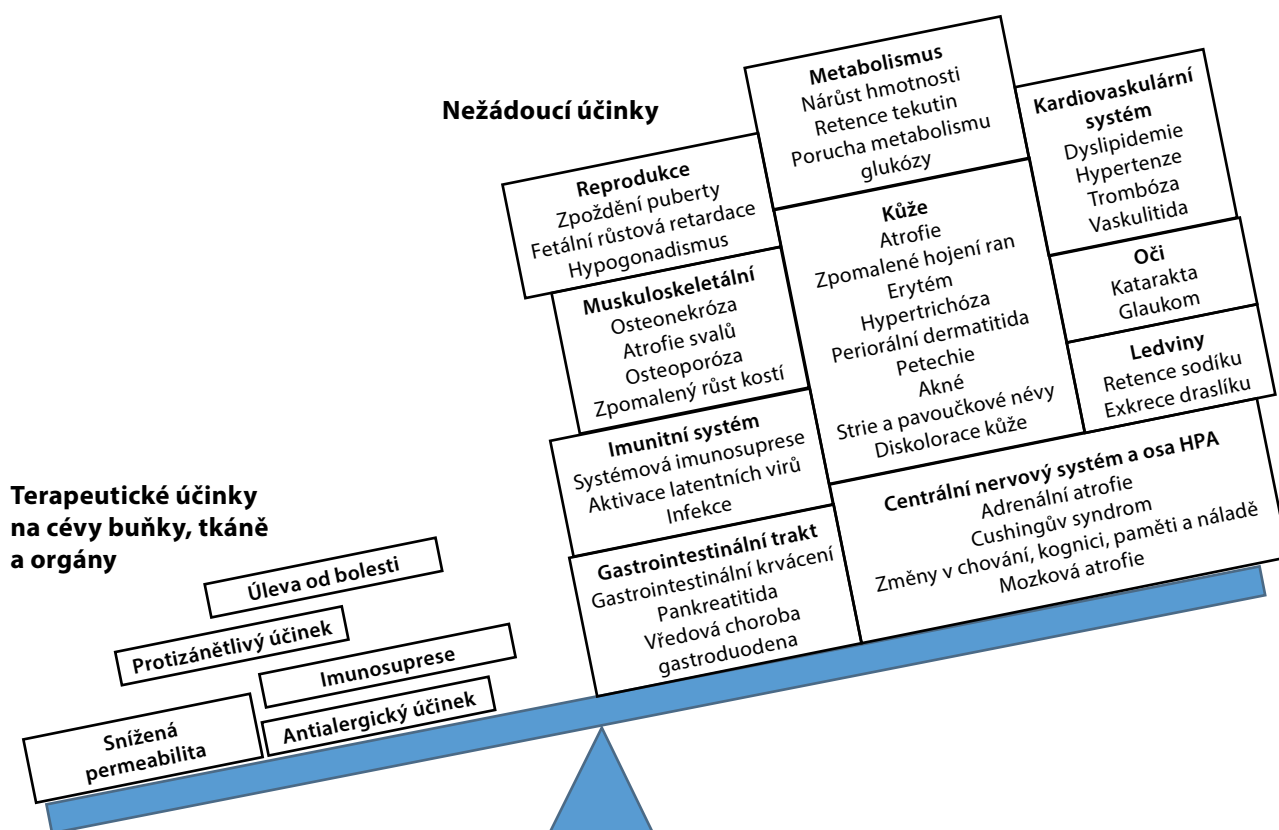 Nežádoucí účinky
Metabolismus
Nárůst hmotnosti
Retence tekutin
Porucha metabolismu
glukózy
Kardiovaskulární
systém
Dyslipidemie
Hypertenze
Trombóza
Vaskulitida
Reprodukce
Zpoždění puberty
Fetální růstová retardace
Hypogonadismus
Kůže
Atrofie
Zpomalené hojení ran
Erytém
Hypertrichóza
Periorální dermatitida
Petechie
Akné
Strie a pavoučkové névy
Diskolorace kůže
Oči
Katarakta
Glaukom
Muskuloskeletální
Osteonekróza
Atrofie svalů
Osteoporóza
Zpomalený růst kostí
Ledviny
Retence sodíku
Exkrece draslíku
Imunitní systém
Systémová imunosuprese
Aktivace latentních virů
Infekce
Centrální nervový systém a osa HPA
Adrenální atrofie
Cushingův syndrom
Změny v chování, kognici, paměti a náladě
Mozková atrofie
Gastrointestinální trakt
Gastrointestinální krvácení
Pankreatitida
Vředová choroba
gastroduodena
Terapeutické účinky
na cévy buňky, tkáně
a orgány
Úleva od bolesti
Protizánětlivý účinek
Imunosuprese
Antialergický účinek
Snížená
permeabilita